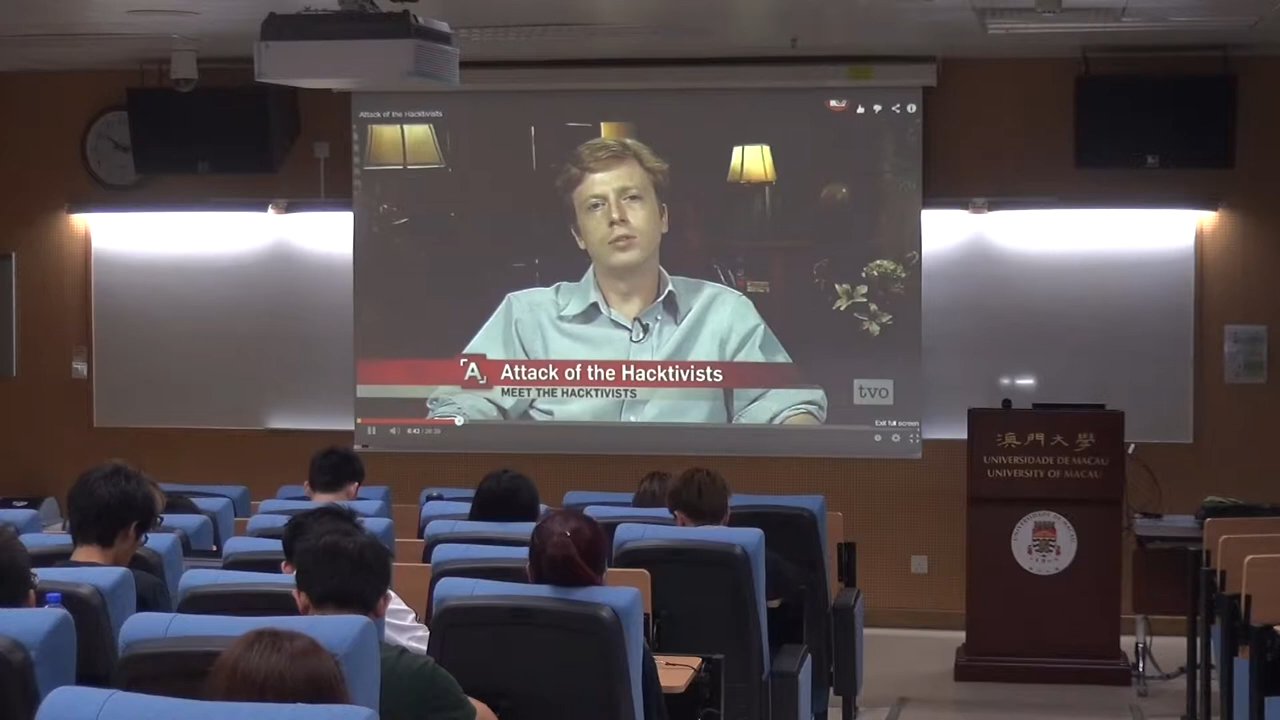 Attack of the Hacktivists
A
Attack of the Hacktivists
MEET THE HACKTIVISTS
tvo
Exit full screen
澳門大學
UNIVERSIDADE DE MACAU
UNIVERSITY OF MACAU